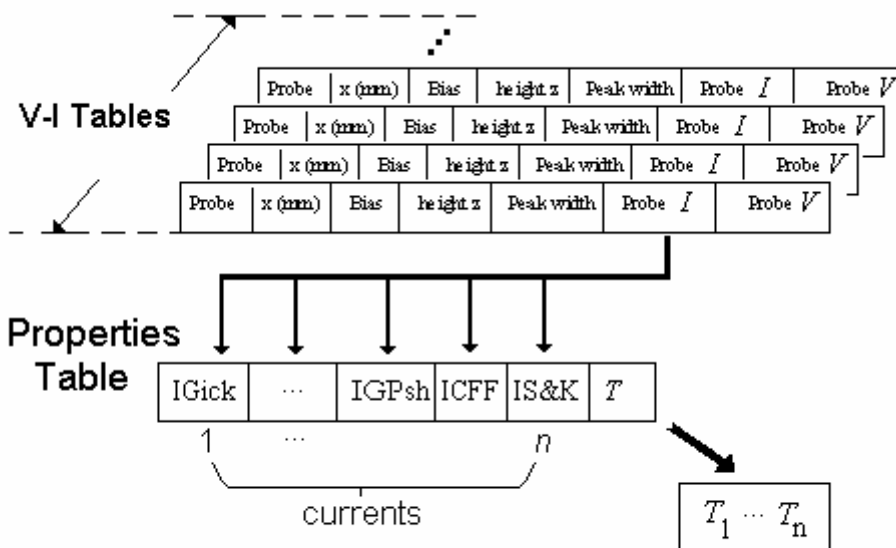 V-I Tables
Probe x (mm) Bias height z Peak width Probe I Probe V
Probe x (mm) Bias height z Peak width Probe I Probe V
Probe x (mm) Bias height z Peak width Probe I Probe V
Probe x (mm) Bias height z Peak width Probe I Probe V
Properties
Table
IGick ... IGPsh ICFF IS&K T
1 ... n
currents
T1 ... Tn